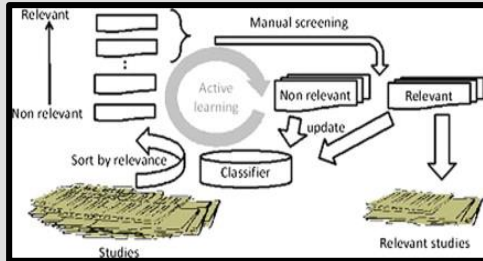 Relevant
Manual screening
Active
learning
Non relevant
Relevant
Non relevant
update
Sort by relevance
Classifier
Studies
Relevant studies